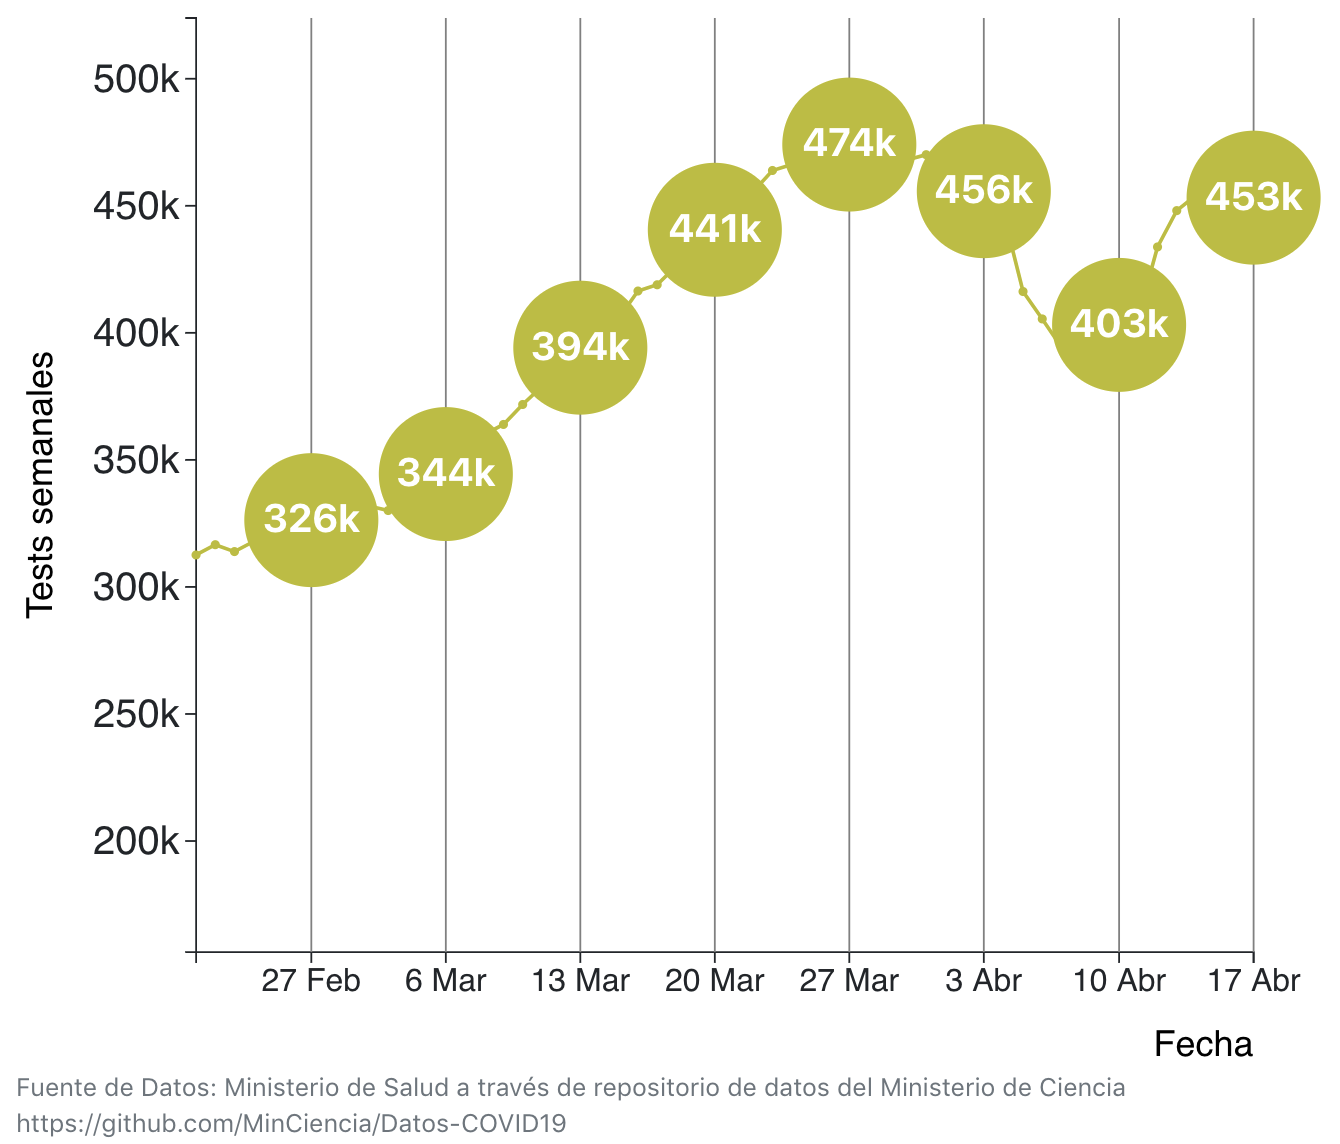 500k
450k
400k
350k
300k
250k
200k
Tests semanales
326k
344k
394k
441k
474k
456k
403k
453k
27 Feb
6 Mar
13 Mar
20 Mar
27 Mar
3 Abr
10 Abr
17 Abr
Fecha
Fuente de Datos: Ministerio de Salud a través de repositorio de datos del Ministerio de Ciencia
https://github.com/MinCiencia/Datos-COVID19